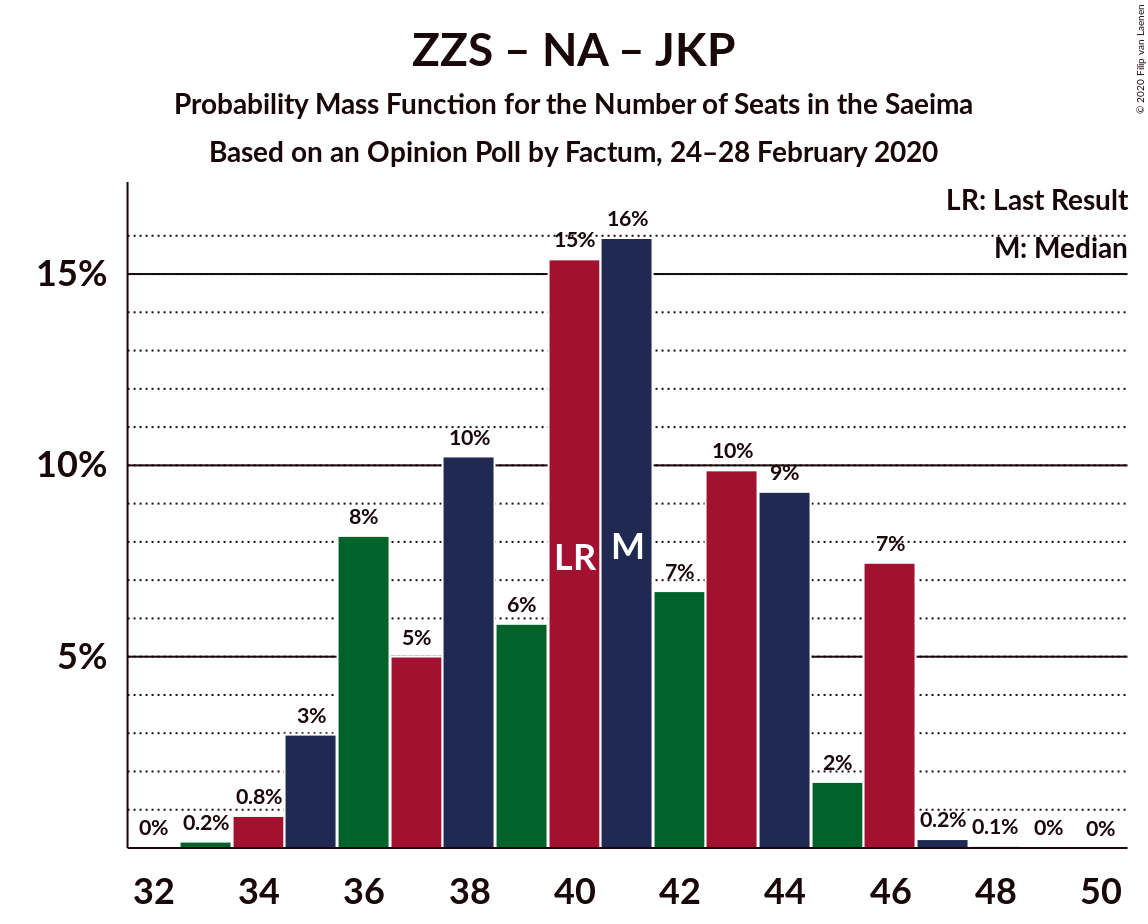 ZZS – NA – JKP
Probability Mass Function for the Number of Seats in the Saeima
Based on an Opinion Poll by Factum, 24–28 February 2020
© 2020 Filip van Laenen
LR: Last Result
M: Median
15%
10%
5%
0%
0.2%
0.8%
3%
8%
5%
10%
6%
15%
16%
7%
10%
9%
2%
7%
0.2%
0.1%
0%
0%
LR
M
32 34 36 38 40 42 44 46 48 50